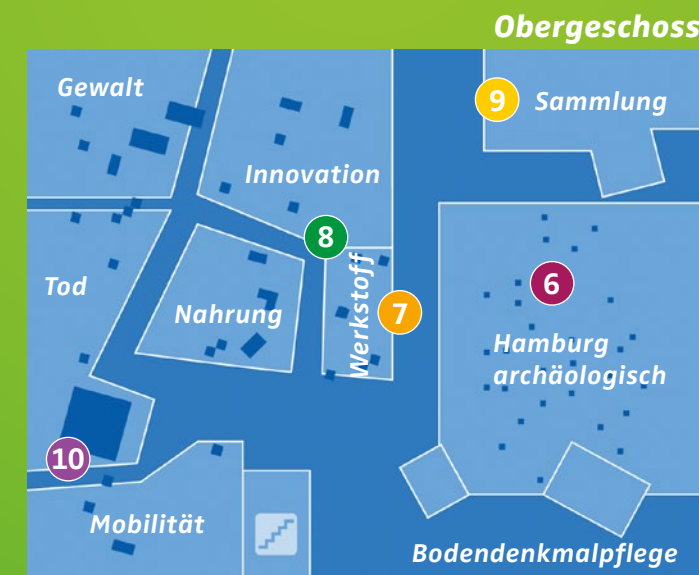 Obergeschoss
Gewalt
9
Sammlung
Innovation
8
Tod
Nahrung
Werkstoff
7
6
Hamburg
archäologisch
10
Mobilität
Bodendenkmalpflege